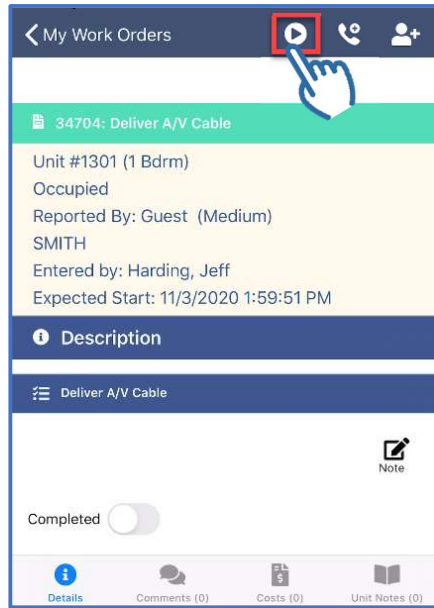 My Work Orders
34704: Deliver A/V Cable
Unit #1301 (1 Bdrm)
Occupied
Reported By: Guest (Medium)
SMITH
Entered by: Harding, Jeff
Expected Start: 11/3/2020 1:59:51 PM
Description
Deliver A/V Cable
Note
Completed
Details Comments (0) Costs (0) Unit Notes (0)